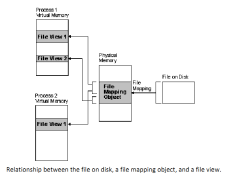 Process 1
Virtual Memory
File View 1
File View 2
Physical
Memory
File
Mapping
Object
File
Mapping
File on Disk
Process 2
Virtual Memory
File View 1
Relationship between the file on disk, a file mapping object, and a file view.